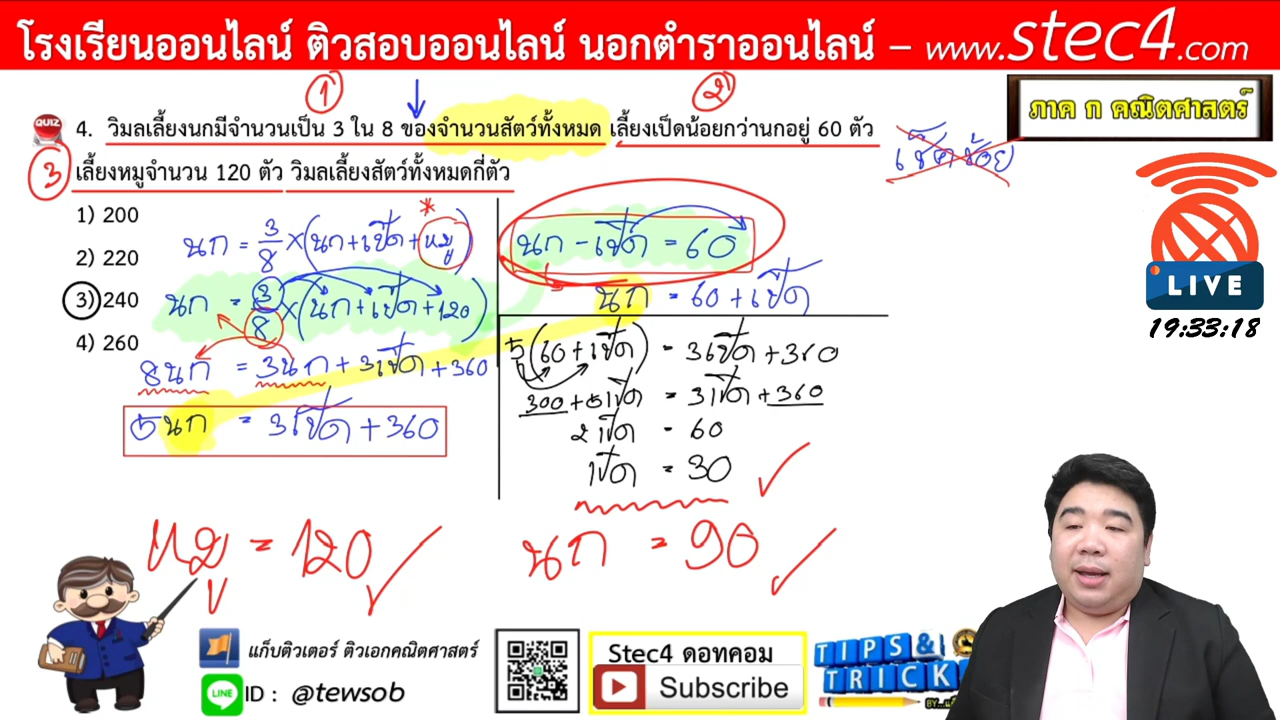 โรงเรียนออนไลน์ ติวสอบออนไลน์ นอกตำราออนไลน์ – www.stec4.com
ภาค ก คณิตศาสตร์
1 2
QUIZ 4. วิมลเลี้ยงนกมีจำนวนเป็น 3 ใน 8 ของจำนวนสัตว์ทั้งหมด เลี้ยงเป็ดน้อยกว่านกอยู่ 60 ตัว
3 เลี้ยงหมูจำนวน 120 ตัว วิมลเลี้ยงสัตว์ทั้งหมดกี่ตัว
1) 200
2) 220
3) 240
4) 260
นก = 3/8 × (นก + เป็ด + หมู) *
นก = 3/8 × (นก + เป็ด + 120)
8นก = 3นก + 3เป็ด + 360
5นก = 3เป็ด + 360
นก - เป็ด = 60
นก = 60 + เป็ด
5(60 + เป็ด) = 3เป็ด + 360
300 + 5เป็ด = 3เป็ด + 360
2เป็ด = 60
เป็ด = 30
หมู = 120
นก = 90
LIVE
19:33:18
แก็บติวเตอร์ ติวเอกคณิตศาสตร์
LINE ID : @tewsob
Stec4 ดอทคอม
Subscribe
TIPS &
TRICK